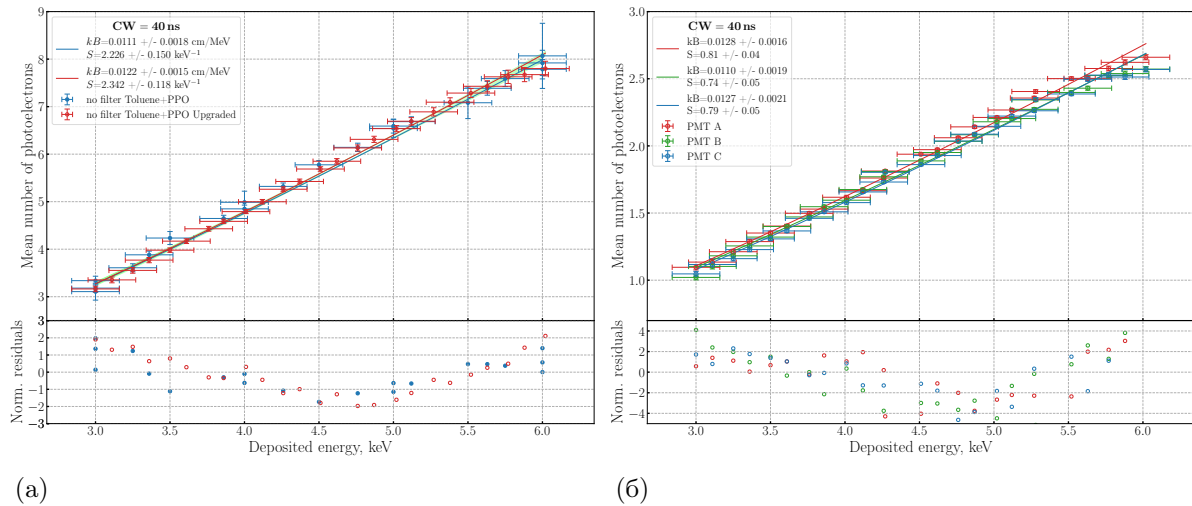 CW = 40 ns
kB=0.0111 +/- 0.0018 cm/MeV
S=2.226 +/- 0.150 keV⁻¹
kB=0.0122 +/- 0.0015 cm/MeV
S=2.342 +/- 0.118 keV⁻¹
no filter Toluene+PPO
no filter Toluene+PPO Upgraded
Mean number of photoelectrons
9
8
7
6
5
4
3
Norm. residuals
3
2
1
0
−1
−2
−3
3.0 3.5 4.0 4.5 5.0 5.5 6.0
Deposited energy, keV
(а)
CW = 40 ns
kB=0.0128 +/- 0.0016
S=0.81 +/- 0.04
kB=0.0110 +/- 0.0019
S=0.74 +/- 0.05
kB=0.0127 +/- 0.0021
S=0.79 +/- 0.05
PMT A
PMT B
PMT C
Mean number of photoelectrons
3.0
2.5
2.0
1.5
1.0
Norm. residuals
4
2
0
−2
−4
3.0 3.5 4.0 4.5 5.0 5.5 6.0
Deposited energy, keV
(б)